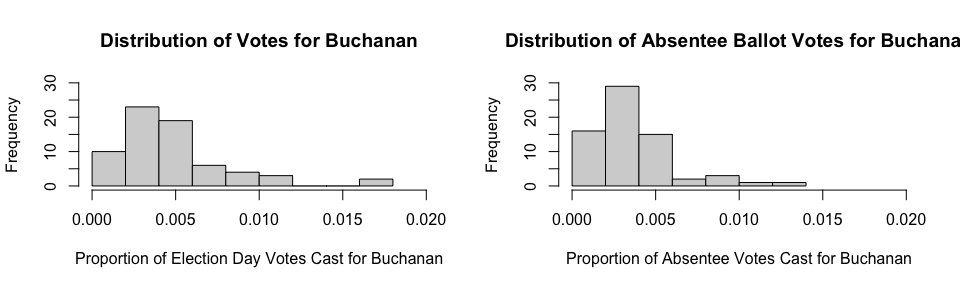 Distribution of Votes for Buchanan
Frequency
0 10 20 30
0.000 0.005 0.010 0.015 0.020
Proportion of Election Day Votes Cast for Buchanan
Distribution of Absentee Ballot Votes for Buchana
Frequency
0 10 20 30
0.000 0.005 0.010 0.015 0.020
Proportion of Absentee Votes Cast for Buchanan